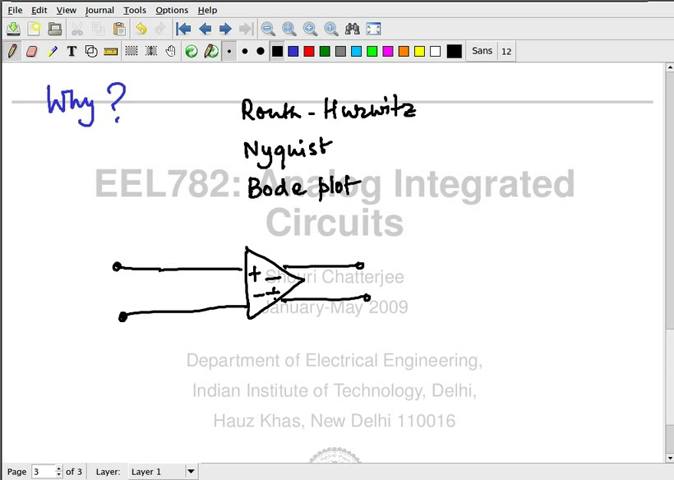 File Edit View Journal Tools Options Help
Sans 12
Why?
Routh - Hurwitz
Nyquist
Bode plot
EEL782: Analog Integrated
Circuits
+ −
− +
Shouri Chatterjee
January-May 2009
Department of Electrical Engineering,
Indian Institute of Technology, Delhi,
Hauz Khas, New Delhi 110016
Page 3 of 3 Layer: Layer 1